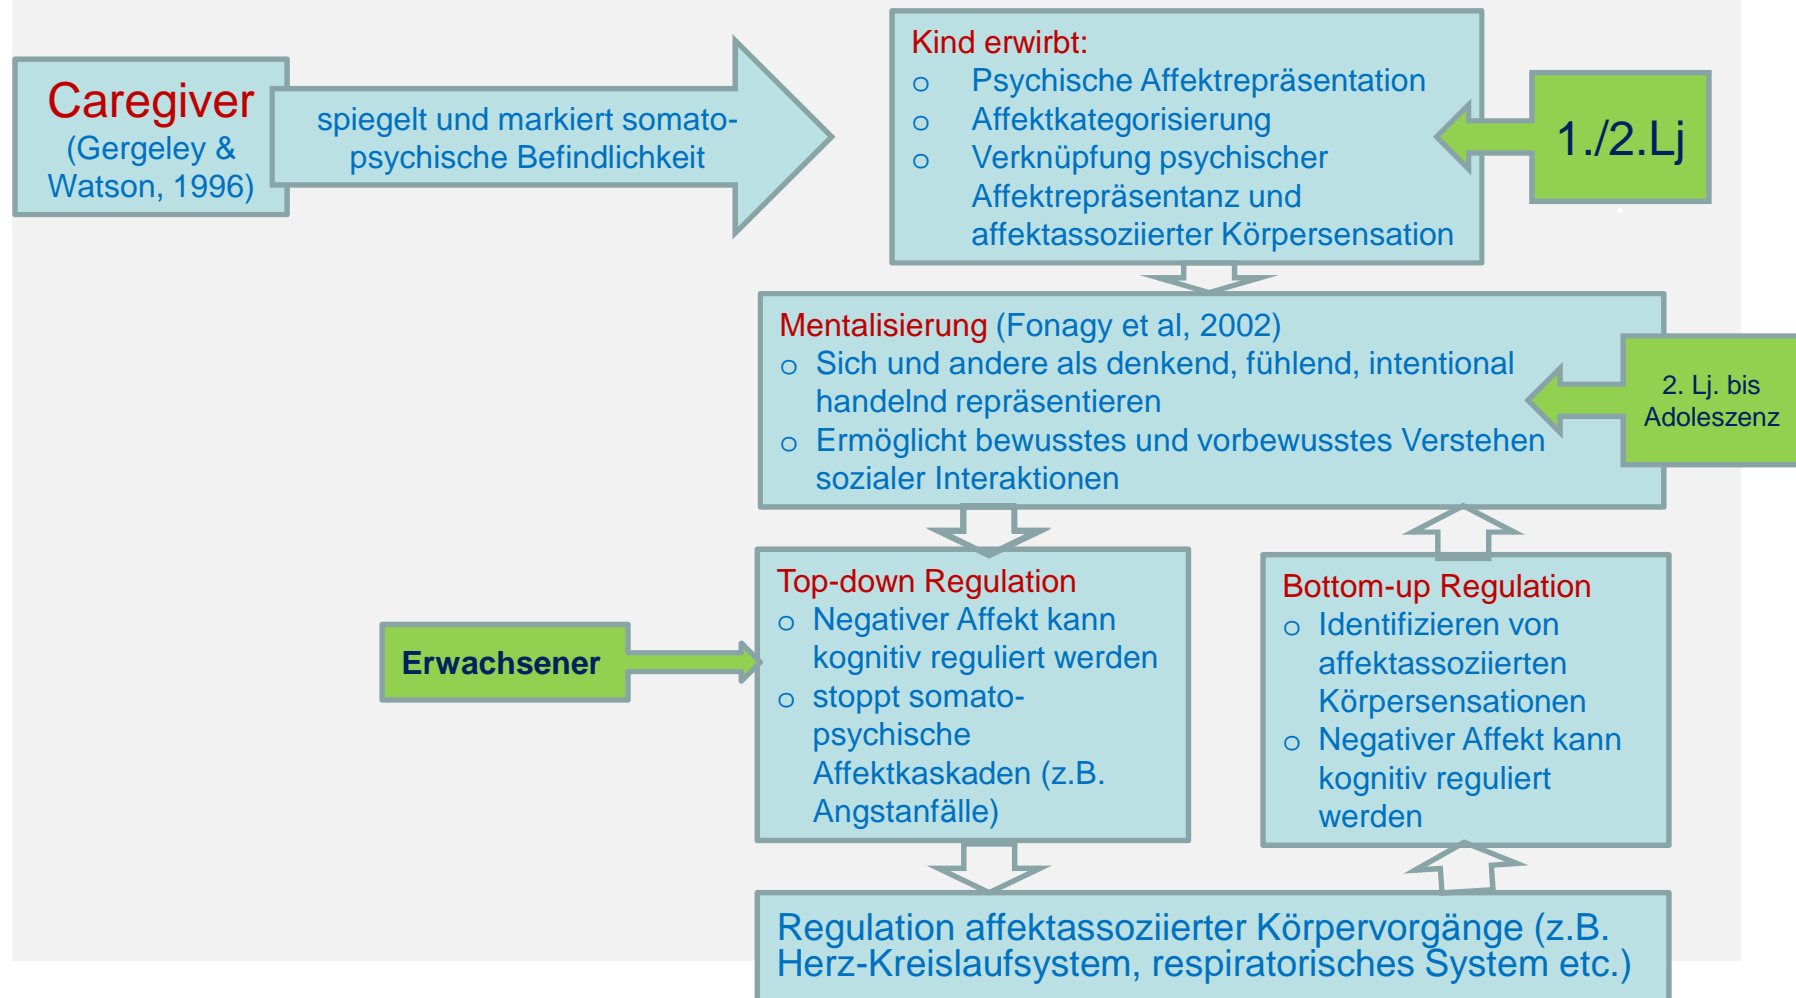 Caregiver
(Gergeley &
Watson, 1996)
spiegelt und markiert somato-
psychische Befindlichkeit
Kind erwirbt:
o Psychische Affektrepräsentation
o Affektkategorisierung
o Verknüpfung psychischer
Affektrepräsentanz und
affektassoziierter Körpersensation
1./2.Lj
.
Mentalisierung (Fonagy et al, 2002)
o Sich und andere als denkend, fühlend, intentional
handelnd repräsentieren
o Ermöglicht bewusstes und vorbewusstes Verstehen
sozialer Interaktionen
2. Lj. bis
Adoleszenz
Erwachsener
Top-down Regulation
o Negativer Affekt kann
kognitiv reguliert werden
o stoppt somato-
psychische
Affektkaskaden (z.B.
Angstanfälle)
Bottom-up Regulation
o Identifizieren von
affektassoziierten
Körpersensationen
o Negativer Affekt kann
kognitiv reguliert
werden
Regulation affektassoziierter Körpervorgänge (z.B.
Herz-Kreislaufsystem, respiratorisches System etc.)